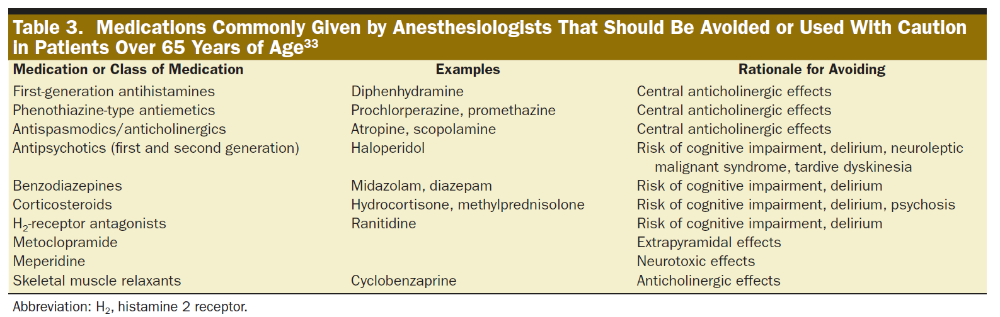 Table 3. Medications Commonly Given by Anesthesiologists That Should Be Avoided or Used With Caution
in Patients Over 65 Years of Age33
Medication or Class of Medication Examples Rationale for Avoiding
First-generation antihistamines Diphenhydramine Central anticholinergic effects
Phenothiazine-type antiemetics Prochlorperazine, promethazine Central anticholinergic effects
Antispasmodics/anticholinergics Atropine, scopolamine Central anticholinergic effects
Antipsychotics (first and second generation) Haloperidol Risk of cognitive impairment, delirium, neuroleptic
malignant syndrome, tardive dyskinesia
Benzodiazepines Midazolam, diazepam Risk of cognitive impairment, delirium
Corticosteroids Hydrocortisone, methylprednisolone Risk of cognitive impairment, delirium, psychosis
H2-receptor antagonists Ranitidine Risk of cognitive impairment, delirium
Metoclopramide Extrapyramidal effects
Meperidine Neurotoxic effects
Skeletal muscle relaxants Cyclobenzaprine Anticholinergic effects
Abbreviation: H2, histamine 2 receptor.